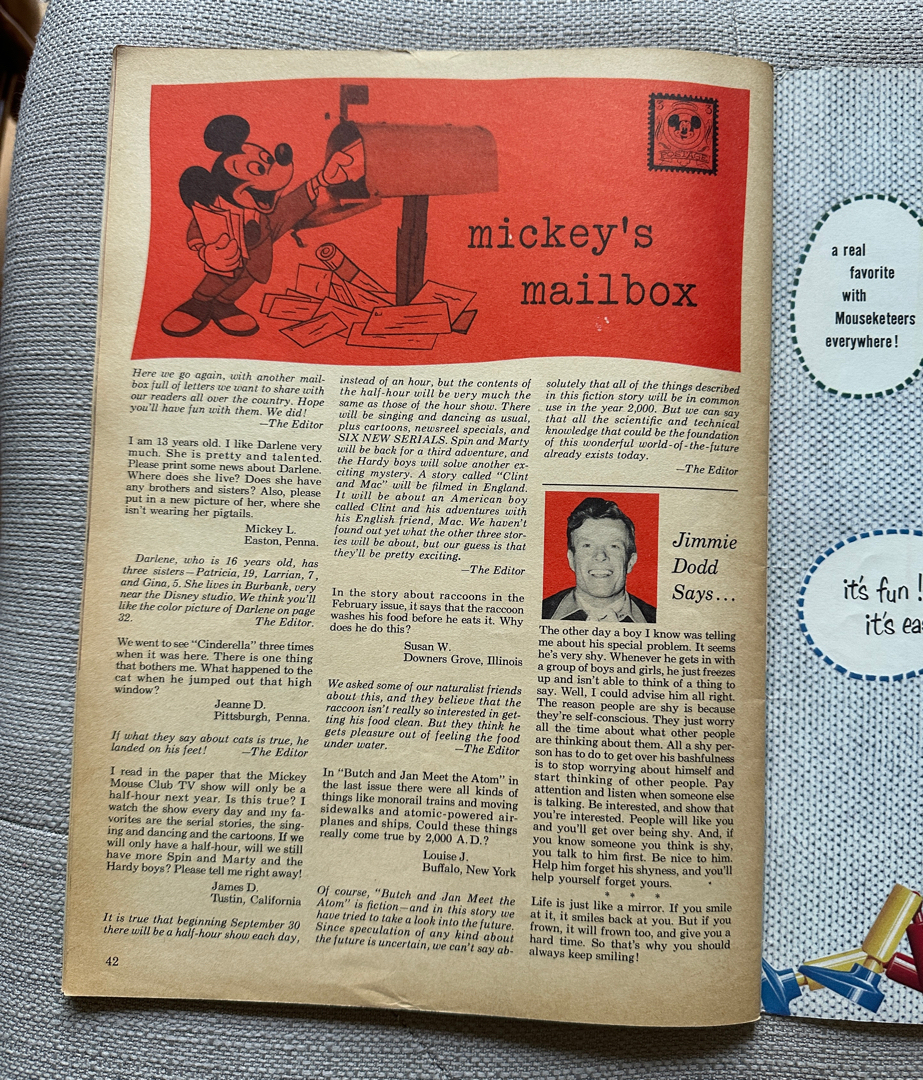 3 3
POSTAGE
mickey's
mailbox
Here we go again, with another mail-
box full of letters we want to share with
our readers all over the country. Hope
you'll have fun with them. We did!
—The Editor
I am 13 years old. I like Darlene very
much. She is pretty and talented.
Please print some news about Darlene.
Where does she live? Does she have
any brothers and sisters? Also, please
put in a new picture of her, where she
isn't wearing her pigtails.
Mickey L.
Easton, Penna.
Darlene, who is 16 years old, has
three sisters—Patricia, 19, Larrian, 7,
and Gina, 5. She lives in Burbank, very
near the Disney studio. We think you'll
like the color picture of Darlene on page
32. The Editor.
We went to see "Cinderella" three times
when it was here. There is one thing
that bothers me. What happened to the
cat when he jumped out that high
window?
Jeanne D.
Pittsburgh, Penna.
If what they say about cats is true, he
landed on his feet! —The Editor
I read in the paper that the Mickey
Mouse Club TV show will only be a
half-hour next year. Is this true? I
watch the show every day and my fa-
vorites are the serial stories, the sing-
ing and dancing and the cartoons. If we
will only have a half-hour, will we still
have more Spin and Marty and the
Hardy boys? Please tell me right away!
James D.
Tustin, California
It is true that beginning September 30
there will be a half-hour show each day,
42
instead of an hour, but the contents of
the half-hour will be very much the
same as those of the hour show. There
will be singing and dancing as usual,
plus cartoons, newsreel specials, and
SIX NEW SERIALS. Spin and Marty
will be back for a third adventure, and
the Hardy boys will solve another ex-
citing mystery. A story called "Clint
and Mac" will be filmed in England.
It will be about an American boy
called Clint and his adventures with
his English friend, Mac. We haven't
found out yet what the other three stor-
ies will be about, but our guess is that
they'll be pretty exciting.
—The Editor
In the story about raccoons in the
February issue, it says that the raccoon
washes his food before he eats it. Why
does he do this?
Susan W.
Downers Grove, Illinois
We asked some of our naturalist friends
about this, and they believe that the
raccoon isn't really so interested in get-
ting his food clean. But they think he
gets pleasure out of feeling the food
under water. —The Editor
In "Butch and Jan Meet the Atom" in
the last issue there were all kinds of
things like monorail trains and moving
sidewalks and atomic-powered air-
planes and ships. Could these things
really come true by 2,000 A.D.?
Louise J.
Buffalo, New York
Of course, "Butch and Jan Meet the
Atom" is fiction—and in this story we
have tried to take a look into the future.
Since speculation of any kind about
the future is uncertain, we can't say ab-
solutely that all of the things described
in this fiction story will be in common
use in the year 2,000. But we can say
that all the scientific and technical
knowledge that could be the foundation
of this wonderful world-of-the-future
already exists today.
—The Editor
Jimmie
Dodd
Says...
The other day a boy I know was telling
me about his special problem. It seems
he's very shy. Whenever he gets in with
a group of boys and girls, he just freezes
up and isn't able to think of a thing to
say. Well, I could advise him all right.
The reason people are shy is because
they're self-conscious. They just worry
all the time about what other people
are thinking about them. All a shy per-
son has to do to get over his bashfulness
is to stop worrying about himself and
start thinking of other people. Pay
attention and listen when someone else
is talking. Be interested, and show that
you're interested. People will like you
and you'll get over being shy. And, if
you know someone you think is shy,
you talk to him first. Be nice to him.
Help him forget his shyness, and you'll
help yourself forget yours.
* * *
Life is just like a mirror. If you smile
at it, it smiles back at you. But if you
frown, it will frown too, and give you a
hard time. So that's why you should
always keep smiling!
a real
favorite
with
Mouseketeers
everywhere!
it's fun!
it's ea